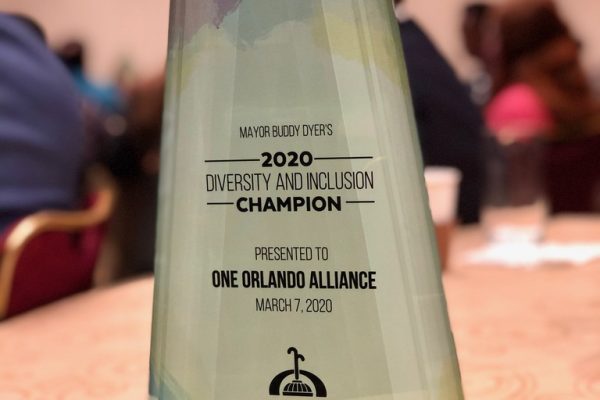 MAYOR BUDDY DYER'S
2020
DIVERSITY AND INCLUSION
CHAMPION
PRESENTED TO
ONE ORLANDO ALLIANCE
MARCH 7, 2020